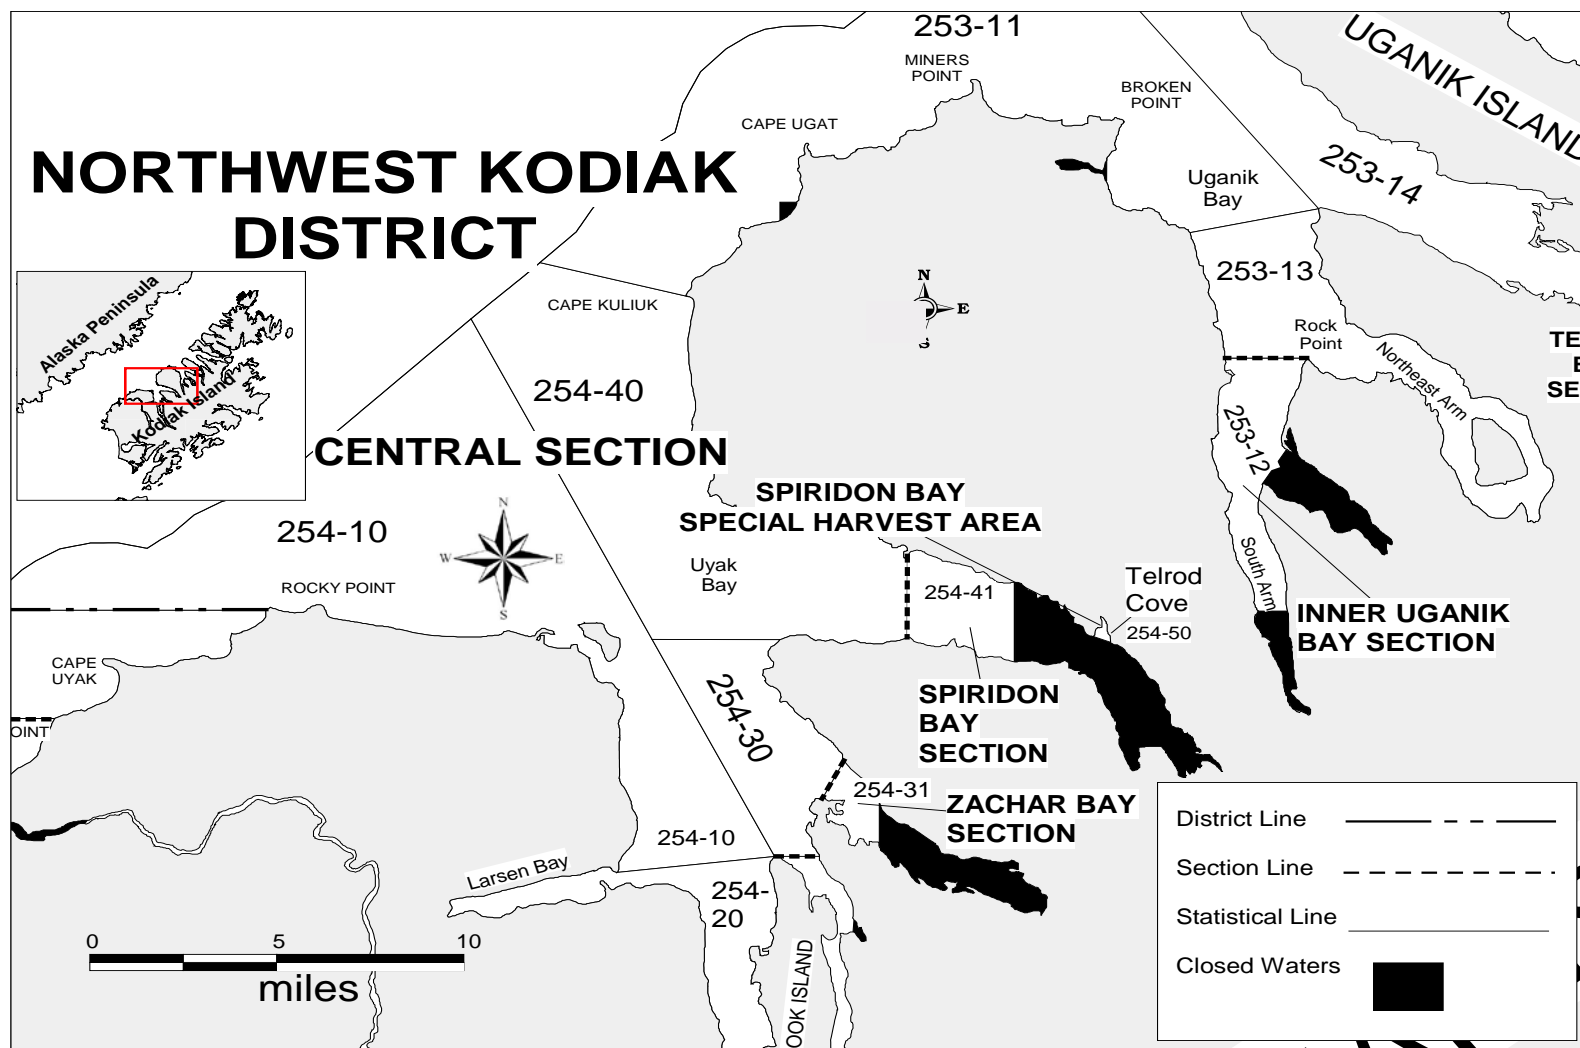 253-11
MINERS
POINT
BROKEN
POINT
UGANIK ISLAND
CAPE UGAT
NORTHWEST KODIAK
DISTRICT
253-14
Uganik
Bay
253-13
N
E
S
Alaska Peninsula
Kodiak Island
CAPE KULIUK
Rock
Point
Northeast Arm
TE
E
SE
254-40
253-12
CENTRAL SECTION
SPIRIDON BAY
SPECIAL HARVEST AREA
254-10
N
W
E
S
ROCKY POINT
Uyak
Bay
254-41
Telrod
Cove
254-50
South Arm
INNER UGANIK
BAY SECTION
CAPE
UYAK
OINT
254-30
SPIRIDON
BAY
SECTION
254-31
ZACHAR BAY
SECTION
254-10
Larsen Bay
254-
20
OOK ISLAND
0 5 10
miles
District Line
Section Line
Statistical Line
Closed Waters